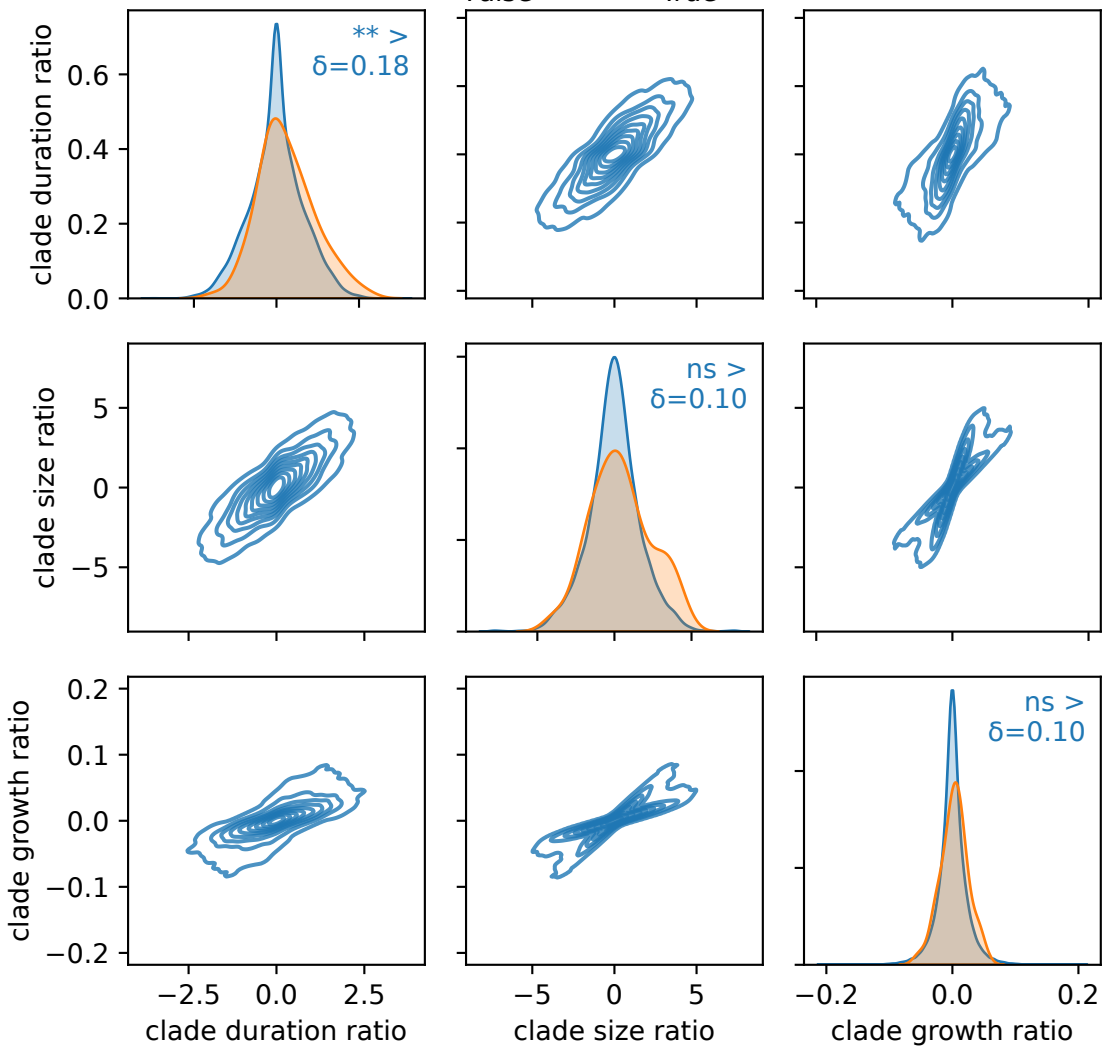 ** >
δ=0.18
clade duration ratio
0.6
0.4
0.2
0.0
ns >
δ=0.10
clade size ratio
5
0
−5
ns >
δ=0.10
clade growth ratio
0.2
0.1
0.0
−0.1
−0.2
−2.5 0.0 2.5
−5 0 5
−0.2 0.0 0.2
clade duration ratio
clade size ratio
clade growth ratio